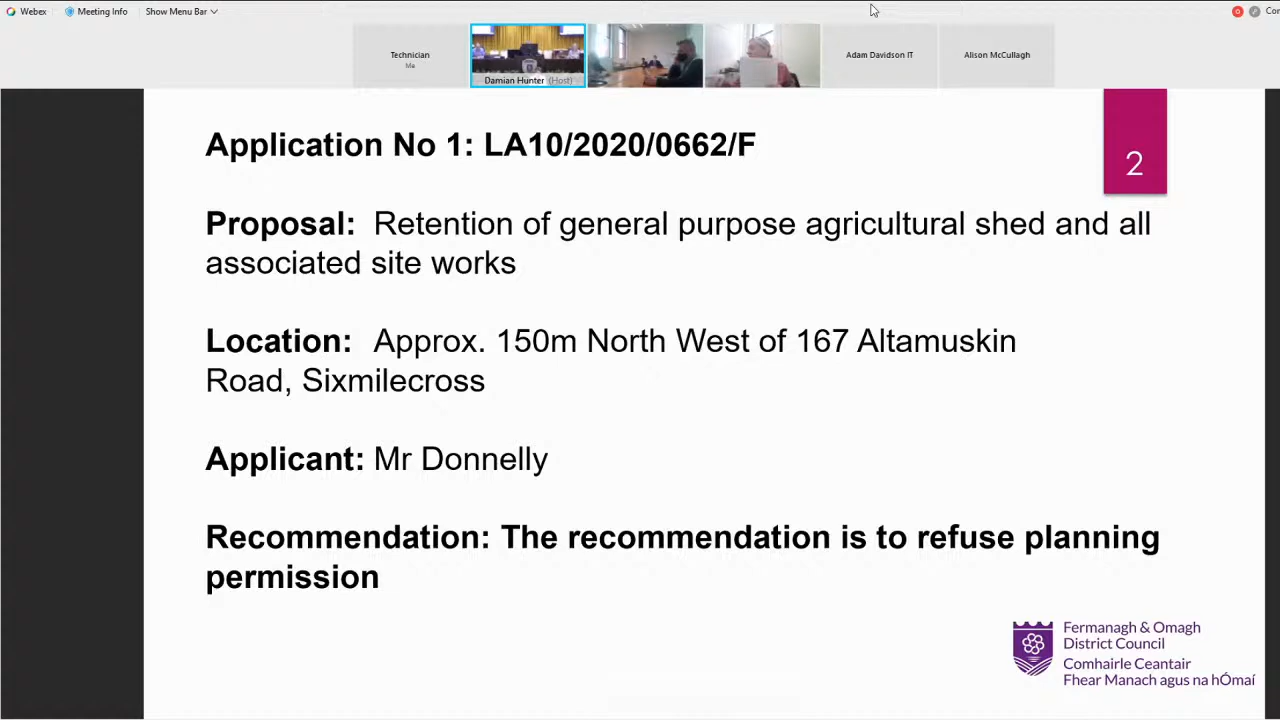 Webex
Meeting Info
Show Menu Bar
Technician
Me
Damian Hunter (Host)
Adam Davidson IT
Alison McCullagh
Application No 1: LA10/2020/0662/F
2
Proposal: Retention of general purpose agricultural shed and all
associated site works
Location: Approx. 150m North West of 167 Altamuskin
Road, Sixmilecross
Applicant: Mr Donnelly
Recommendation: The recommendation is to refuse planning
permission
Fermanagh & Omagh
District Council
Comhairle Ceantair
Fhear Manach agus na hÓmaí